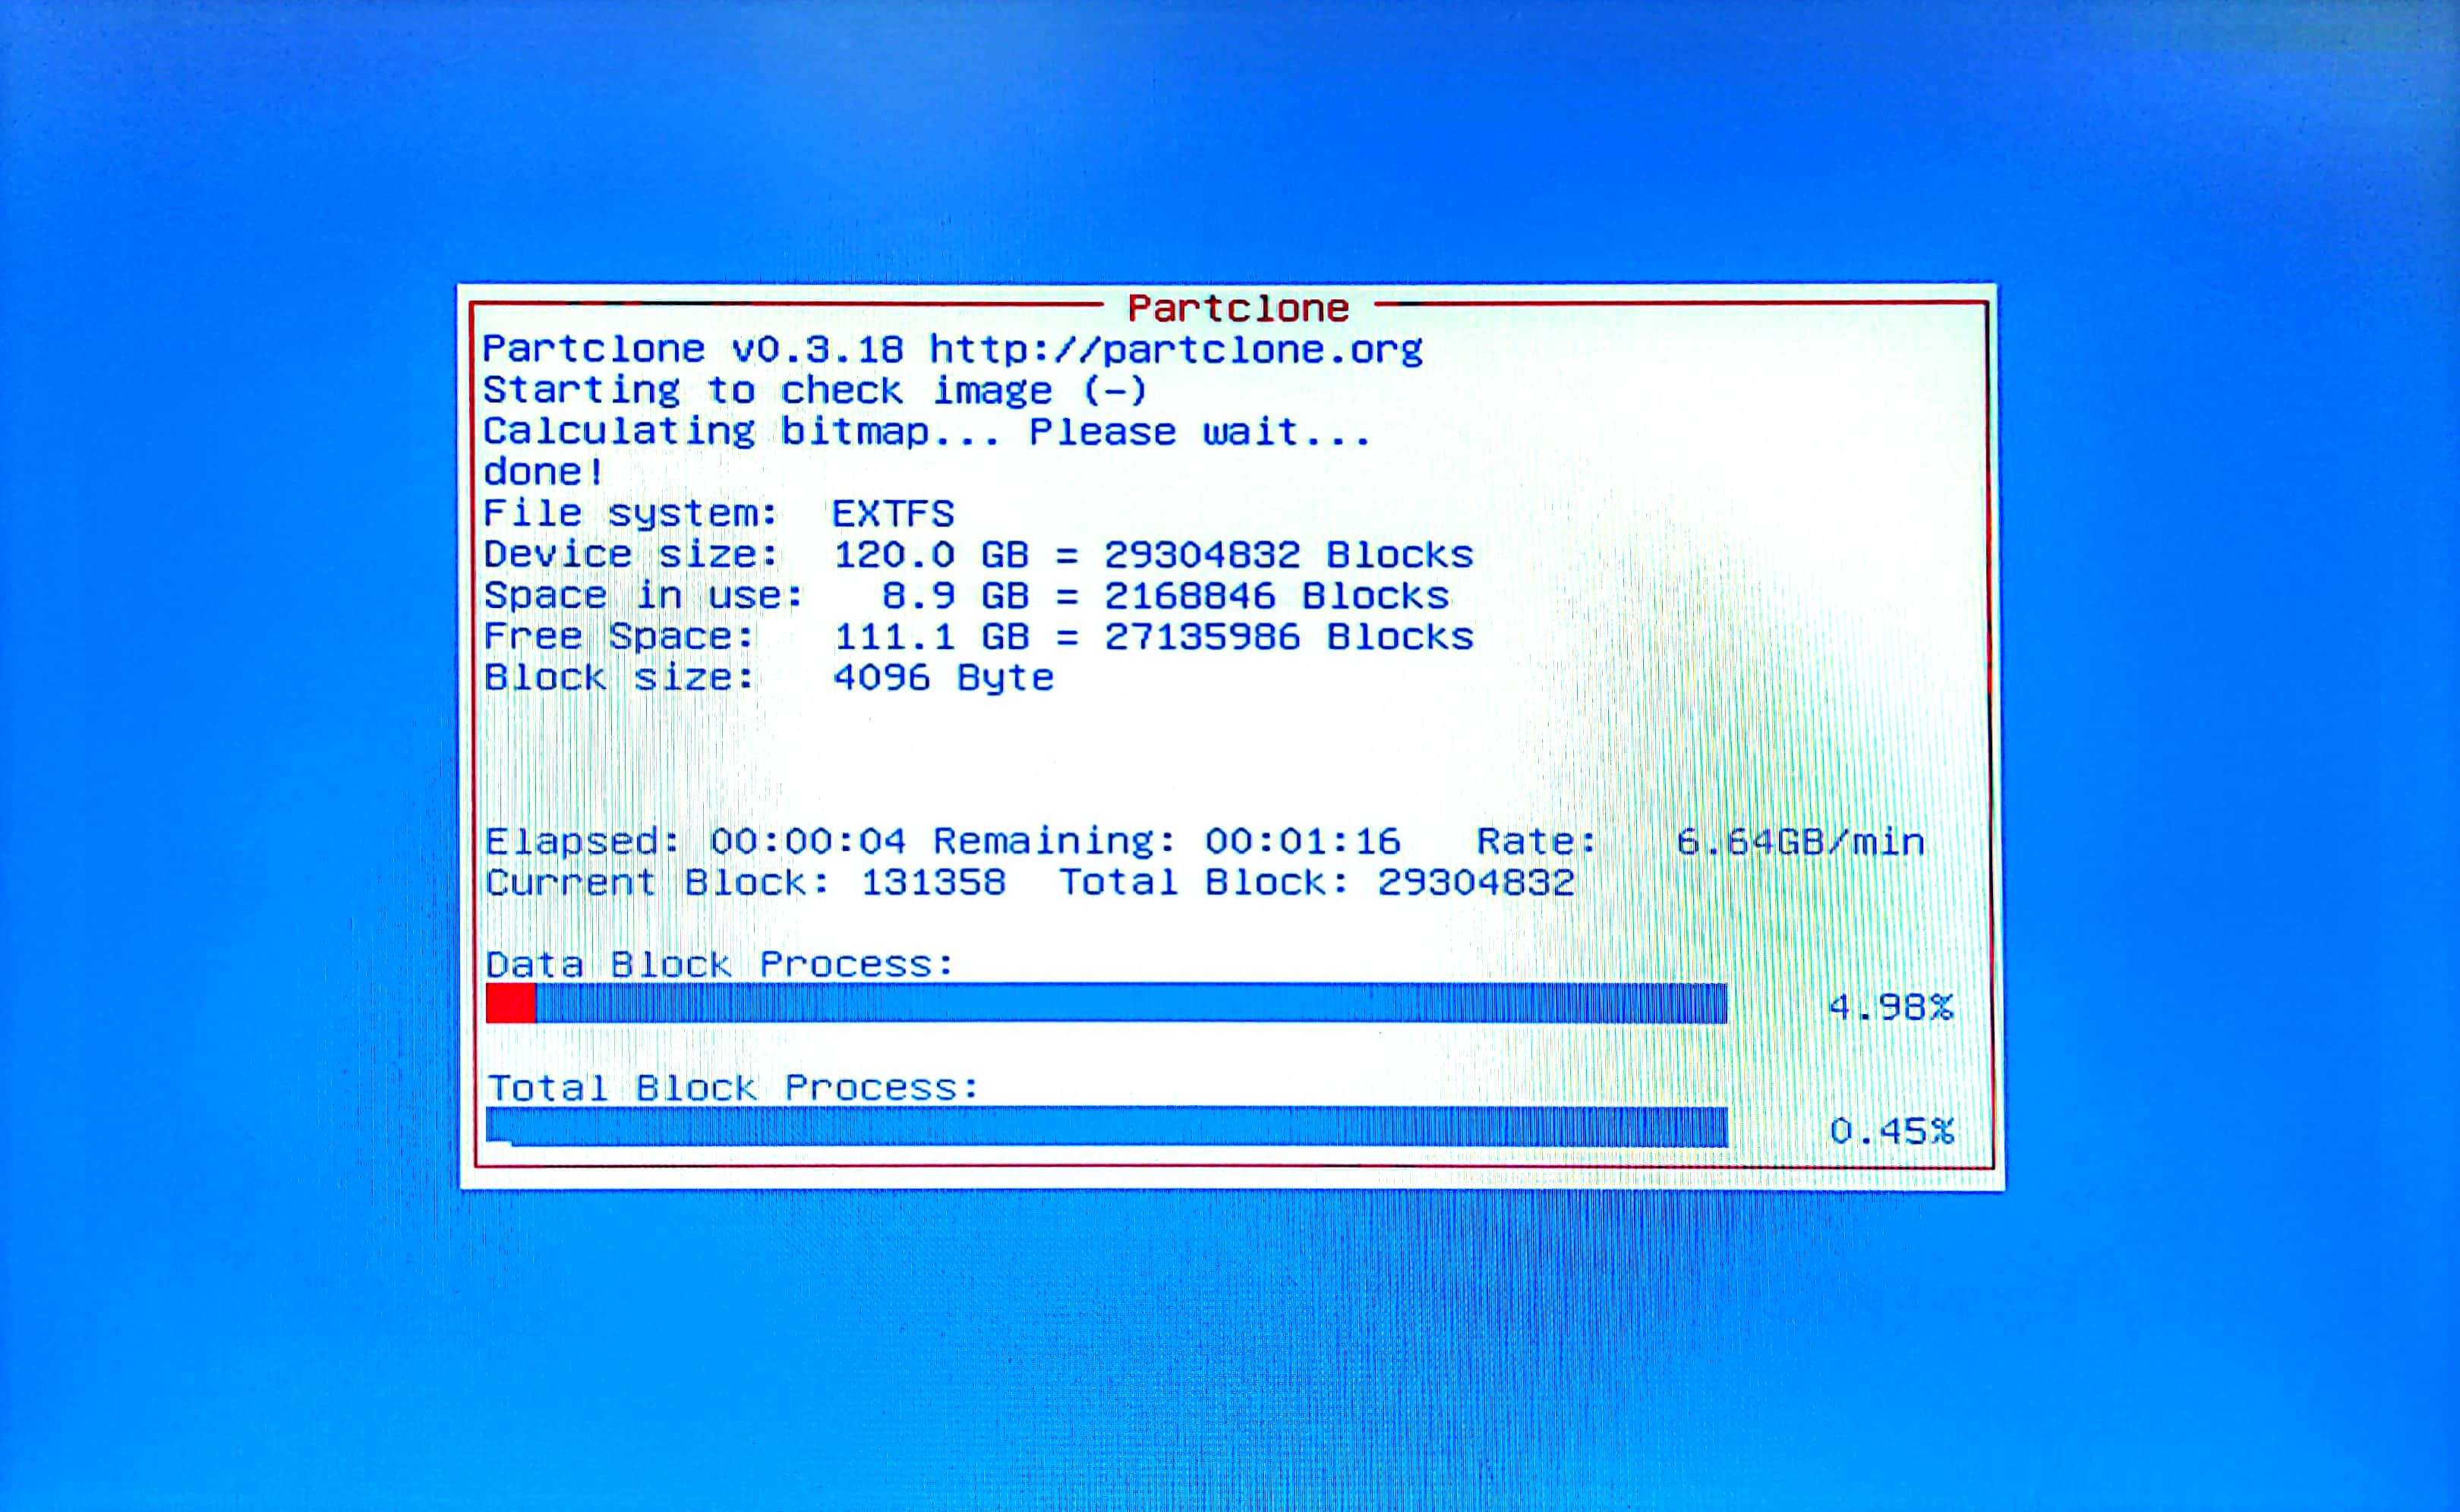 Partclone
Partclone v0.3.18 http://partclone.org
Starting to check image (-)
Calculating bitmap... Please wait...
done!
File system:  EXTFS
Device size:  120.0 GB = 29304832 Blocks
Space in use:   8.9 GB = 2168846 Blocks
Free Space:   111.1 GB = 27135986 Blocks
Block size:   4096 Byte
Elapsed: 00:00:04 Remaining: 00:01:16   Rate:   6.64GB/min
Current Block: 131358  Total Block: 29304832
Data Block Process:
4.98%
Total Block Process:
0.45%